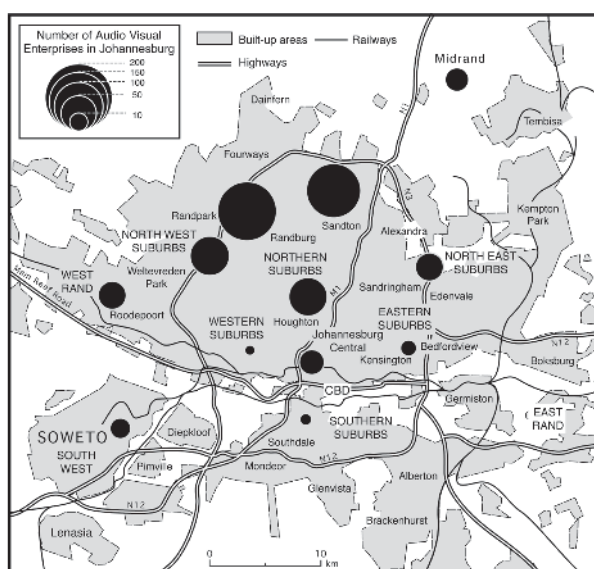 Number of Audio Visual
Enterprises in Johannesburg
200
150
100
50
10
Built-up areas
Railways
Highways
Midrand
Dainfern
N1
Tembisa
Fourways
N3
Kempton
Park
Randpark
Sandton
Alexandra
Randburg
NORTH WEST
SUBURBS
NORTHERN
SUBURBS
NORTH EAST
SUBURBS
Weltevreden
Park
Sandringham
Edenvale
WEST
RAND
Main Reef Road
M1
Roodepoort
Houghton
EASTERN
SUBURBS
WESTERN
SUBURBS
Johannesburg
Central
Kensington
Bedfordview
N12
Boksburg
CBD
Germiston
EAST
RAND
SOWETO
SOUTH
WEST
Diepkloof
SOUTHERN
SUBURBS
Southdale
Pimville
Mondeor
N12
Alberton
Glenvista
N12
Brackenhurst
Lenasia
0
10
km